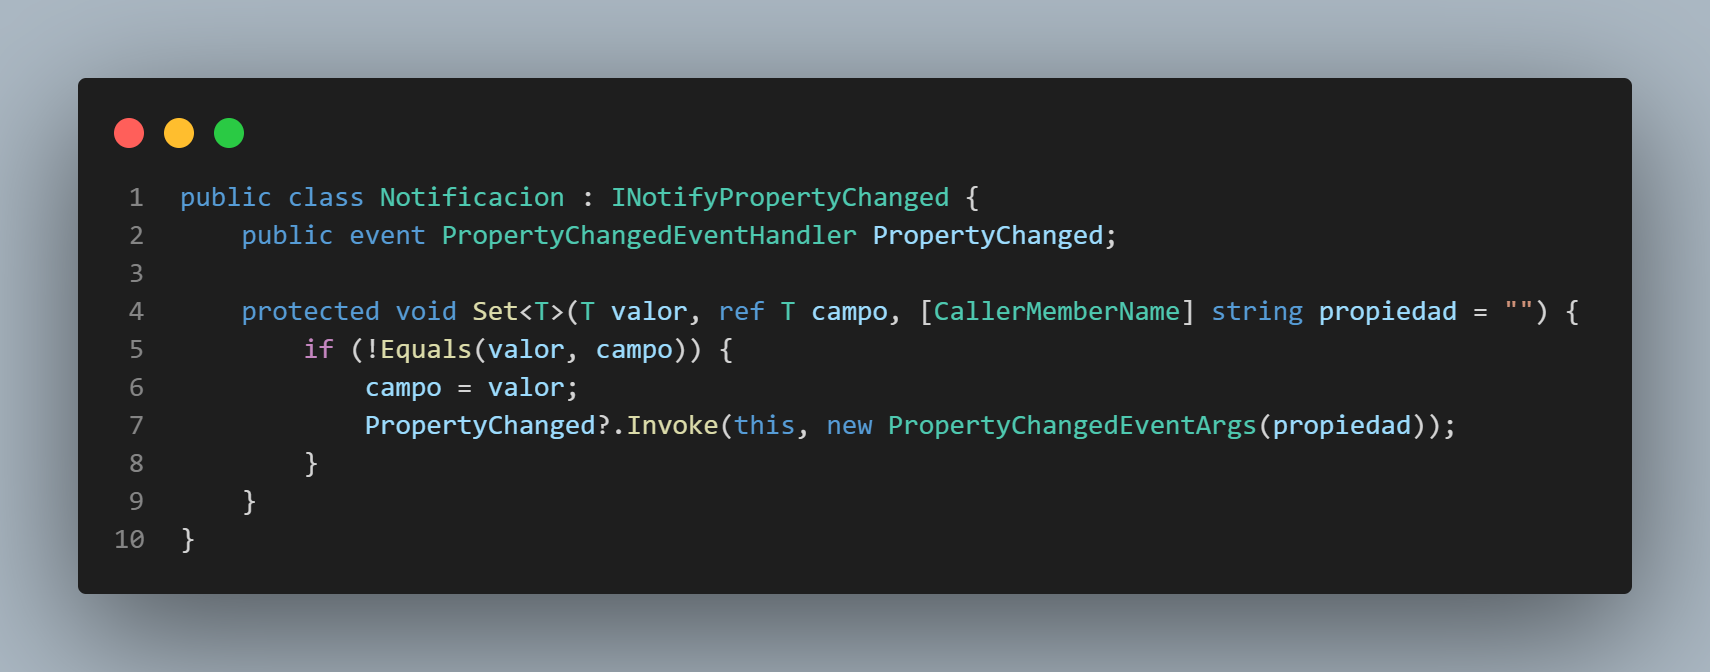 1 public class Notificacion : INotifyPropertyChanged {
2     public event PropertyChangedEventHandler PropertyChanged;
3
4     protected void Set<T>(T valor, ref T campo, [CallerMemberName] string propiedad = "") {
5         if (!Equals(valor, campo)) {
6             campo = valor;
7             PropertyChanged?.Invoke(this, new PropertyChangedEventArgs(propiedad));
8         }
9     }
10 }